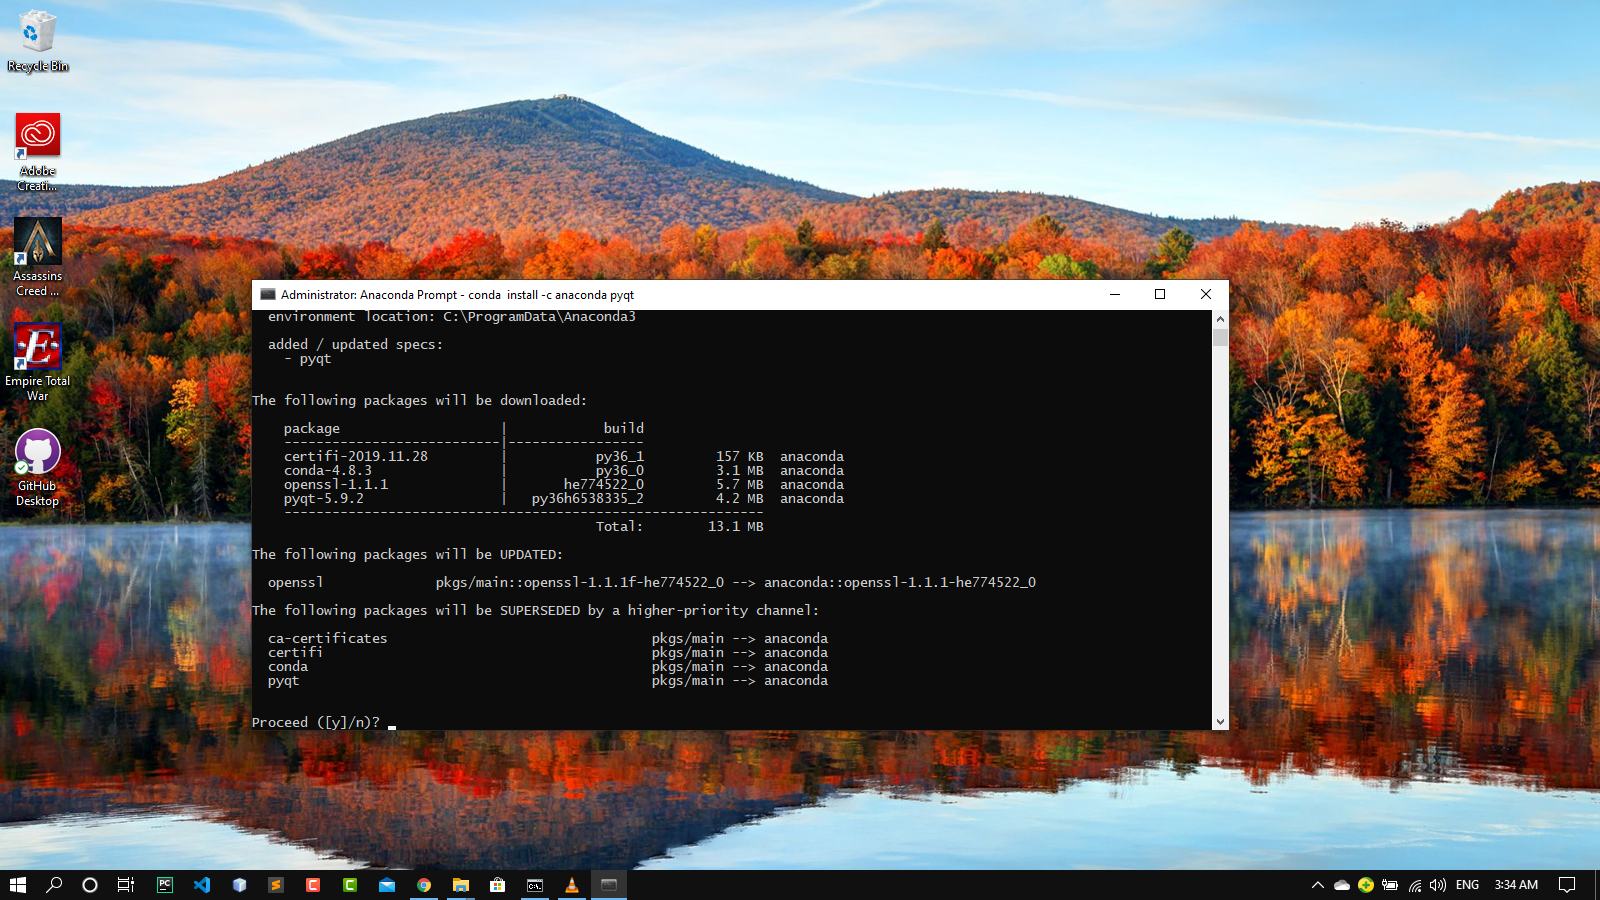 Recycle Bin
Adobe
Creati...
Assassins
Creed ...
Empire Total
War
GitHub
Desktop
Administrator: Anaconda Prompt - conda  install -c anaconda pyqt
environment location: C:\ProgramData\Anaconda3
added / updated specs:
- pyqt
The following packages will be downloaded:
package | build
---------------------------|-----------------
certifi-2019.11.28 | py36_1 157 KB anaconda
conda-4.8.3 | py36_0 3.1 MB anaconda
openssl-1.1.1 | he774522_0 5.7 MB anaconda
pyqt-5.9.2 | py36h6538335_2 4.2 MB anaconda
------------------------------------------------------------
Total: 13.1 MB
The following packages will be UPDATED:
openssl pkgs/main::openssl-1.1.1f-he774522_0 --> anaconda::openssl-1.1.1-he774522_0
The following packages will be SUPERSEDED by a higher-priority channel:
ca-certificates pkgs/main --> anaconda
certifi pkgs/main --> anaconda
conda pkgs/main --> anaconda
pyqt pkgs/main --> anaconda
Proceed ([y]/n)?
PC
C
C
C:\.
ENG
3:34 AM